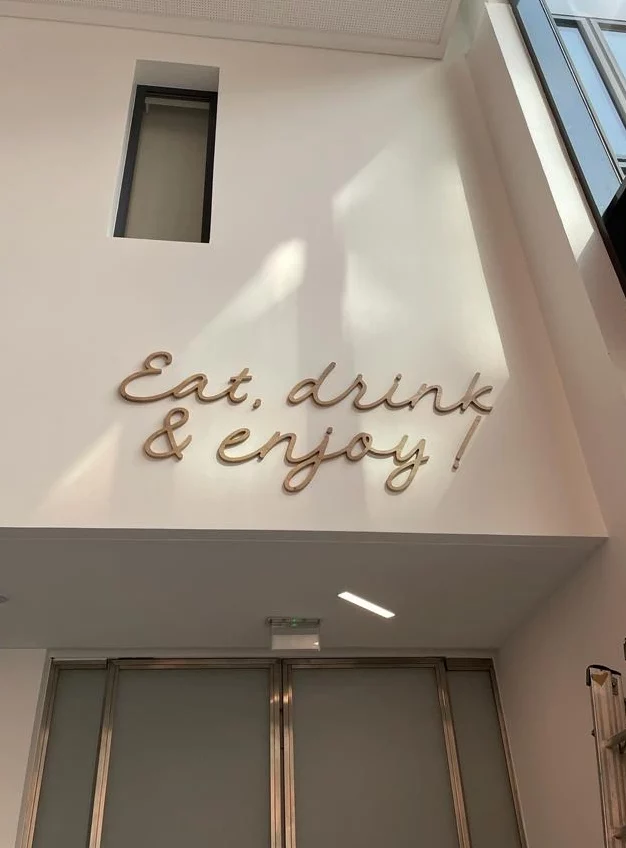 Eat, drink
& enjoy !